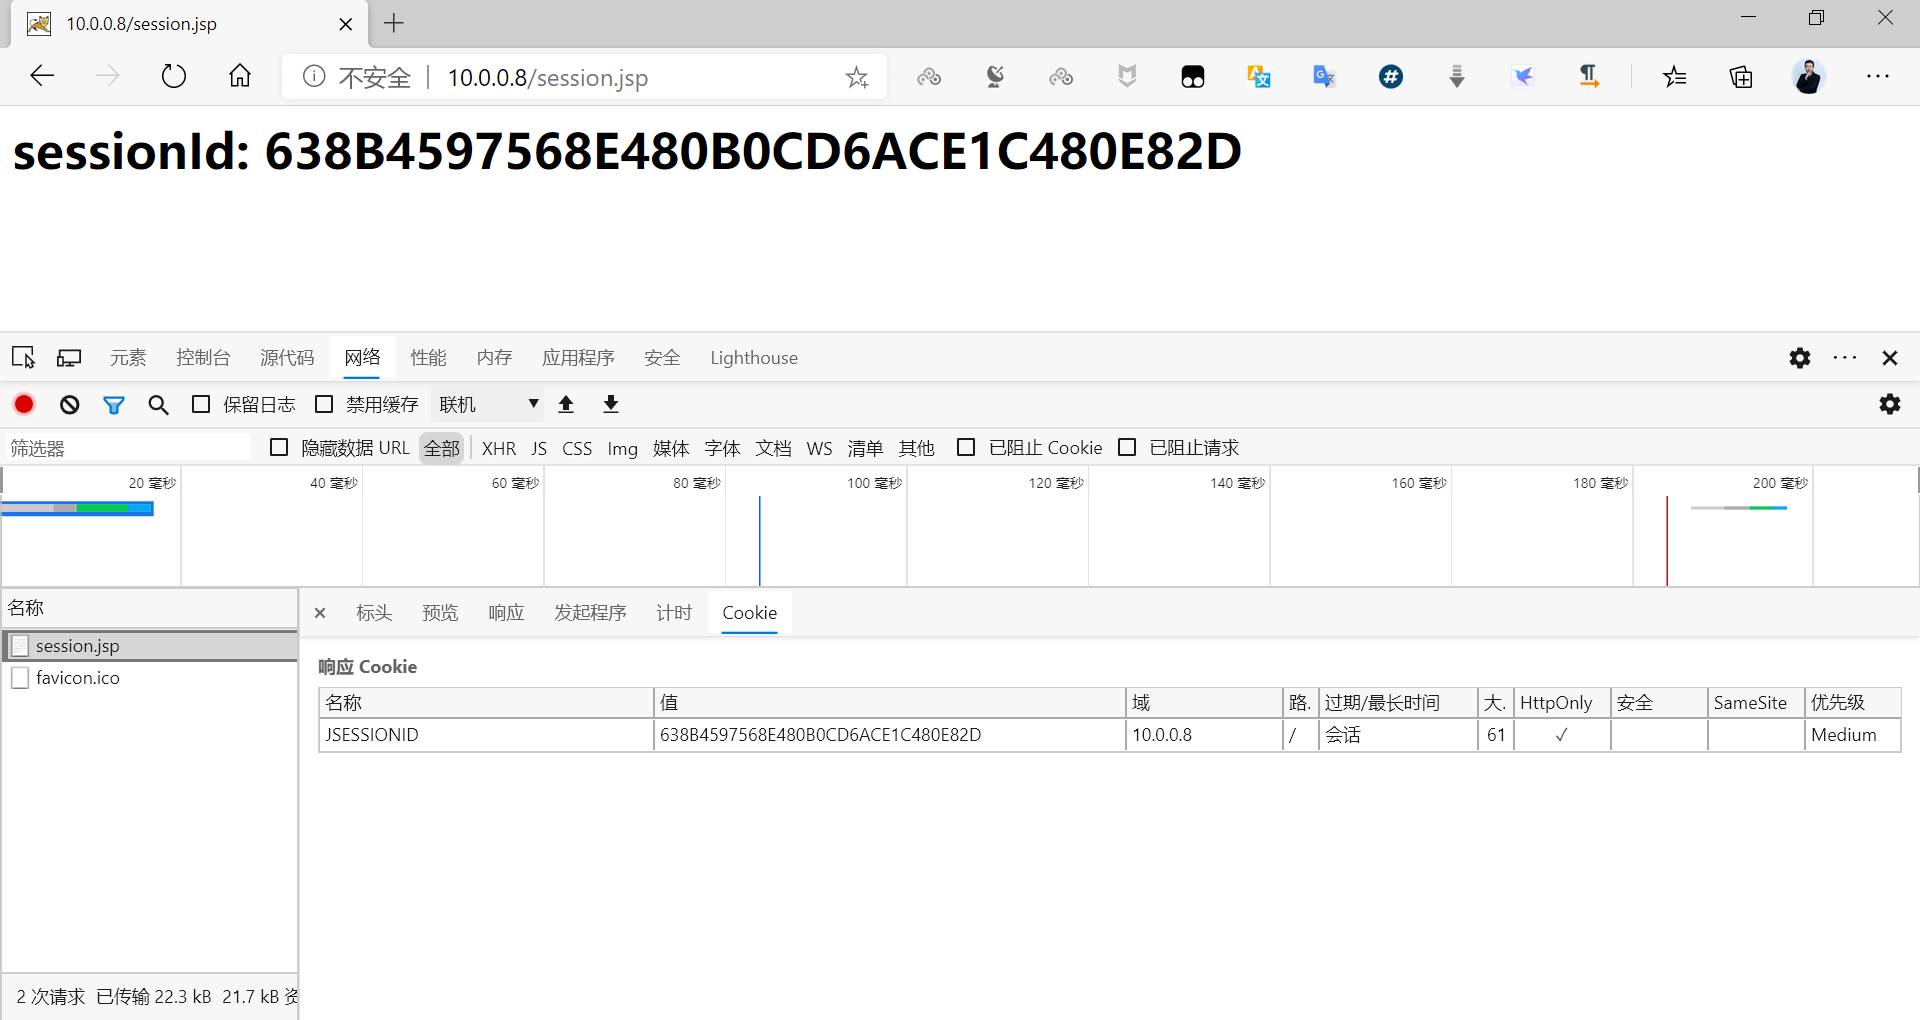 10.0.0.8/session.jsp
不安全 10.0.0.8/session.jsp
sessionId: 638B4597568E480B0CD6ACE1C480E82D
元素 控制台 源代码 网络 性能 内存 应用程序 安全 Lighthouse
保留日志 禁用缓存 联机
筛选器 隐藏数据 URL 全部 XHR JS CSS Img 媒体 字体 文档 WS 清单 其他 已阻止 Cookie 已阻止请求
20 毫秒 40 毫秒 60 毫秒 80 毫秒 100 毫秒 120 毫秒 140 毫秒 160 毫秒 180 毫秒 200 毫秒
名称
session.jsp
favicon.ico
标头 预览 响应 发起程序 计时 Cookie
响应 Cookie
名称 值 域 路. 过期/最长时间 大. HttpOnly 安全 SameSite 优先级
JSESSIONID 638B4597568E480B0CD6ACE1C480E82D 10.0.0.8 / 会话 61 ✓ Medium
2 次请求 已传输 22.3 kB 21.7 kB 资